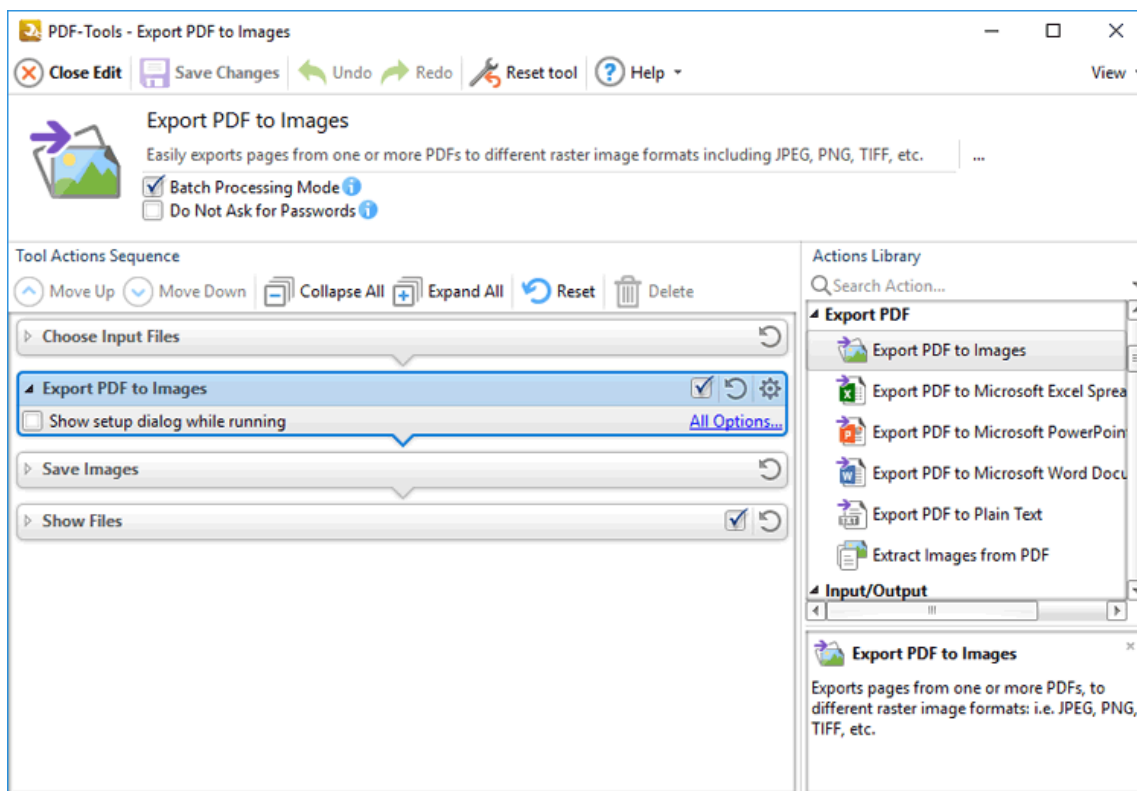 PDF-Tools - Export PDF to Images
Close Edit Save Changes Undo Redo Reset tool Help View
Export PDF to Images
Easily exports pages from one or more PDFs to different raster image formats including JPEG, PNG, TIFF, etc. ...
Batch Processing Mode
Do Not Ask for Passwords
Tool Actions Sequence
Move Up Move Down Collapse All Expand All Reset Delete
Choose Input Files
Export PDF to Images
Show setup dialog while running All Options...
Save Images
Show Files
Actions Library
Search Action...
Export PDF
Export PDF to Images
Export PDF to Microsoft Excel Sprea
Export PDF to Microsoft PowerPoin
Export PDF to Microsoft Word Docu
Export PDF to Plain Text
Extract Images from PDF
Input/Output
Export PDF to Images
Exports pages from one or more PDFs, to
different raster image formats: i.e. JPEG, PNG,
TIFF, etc.